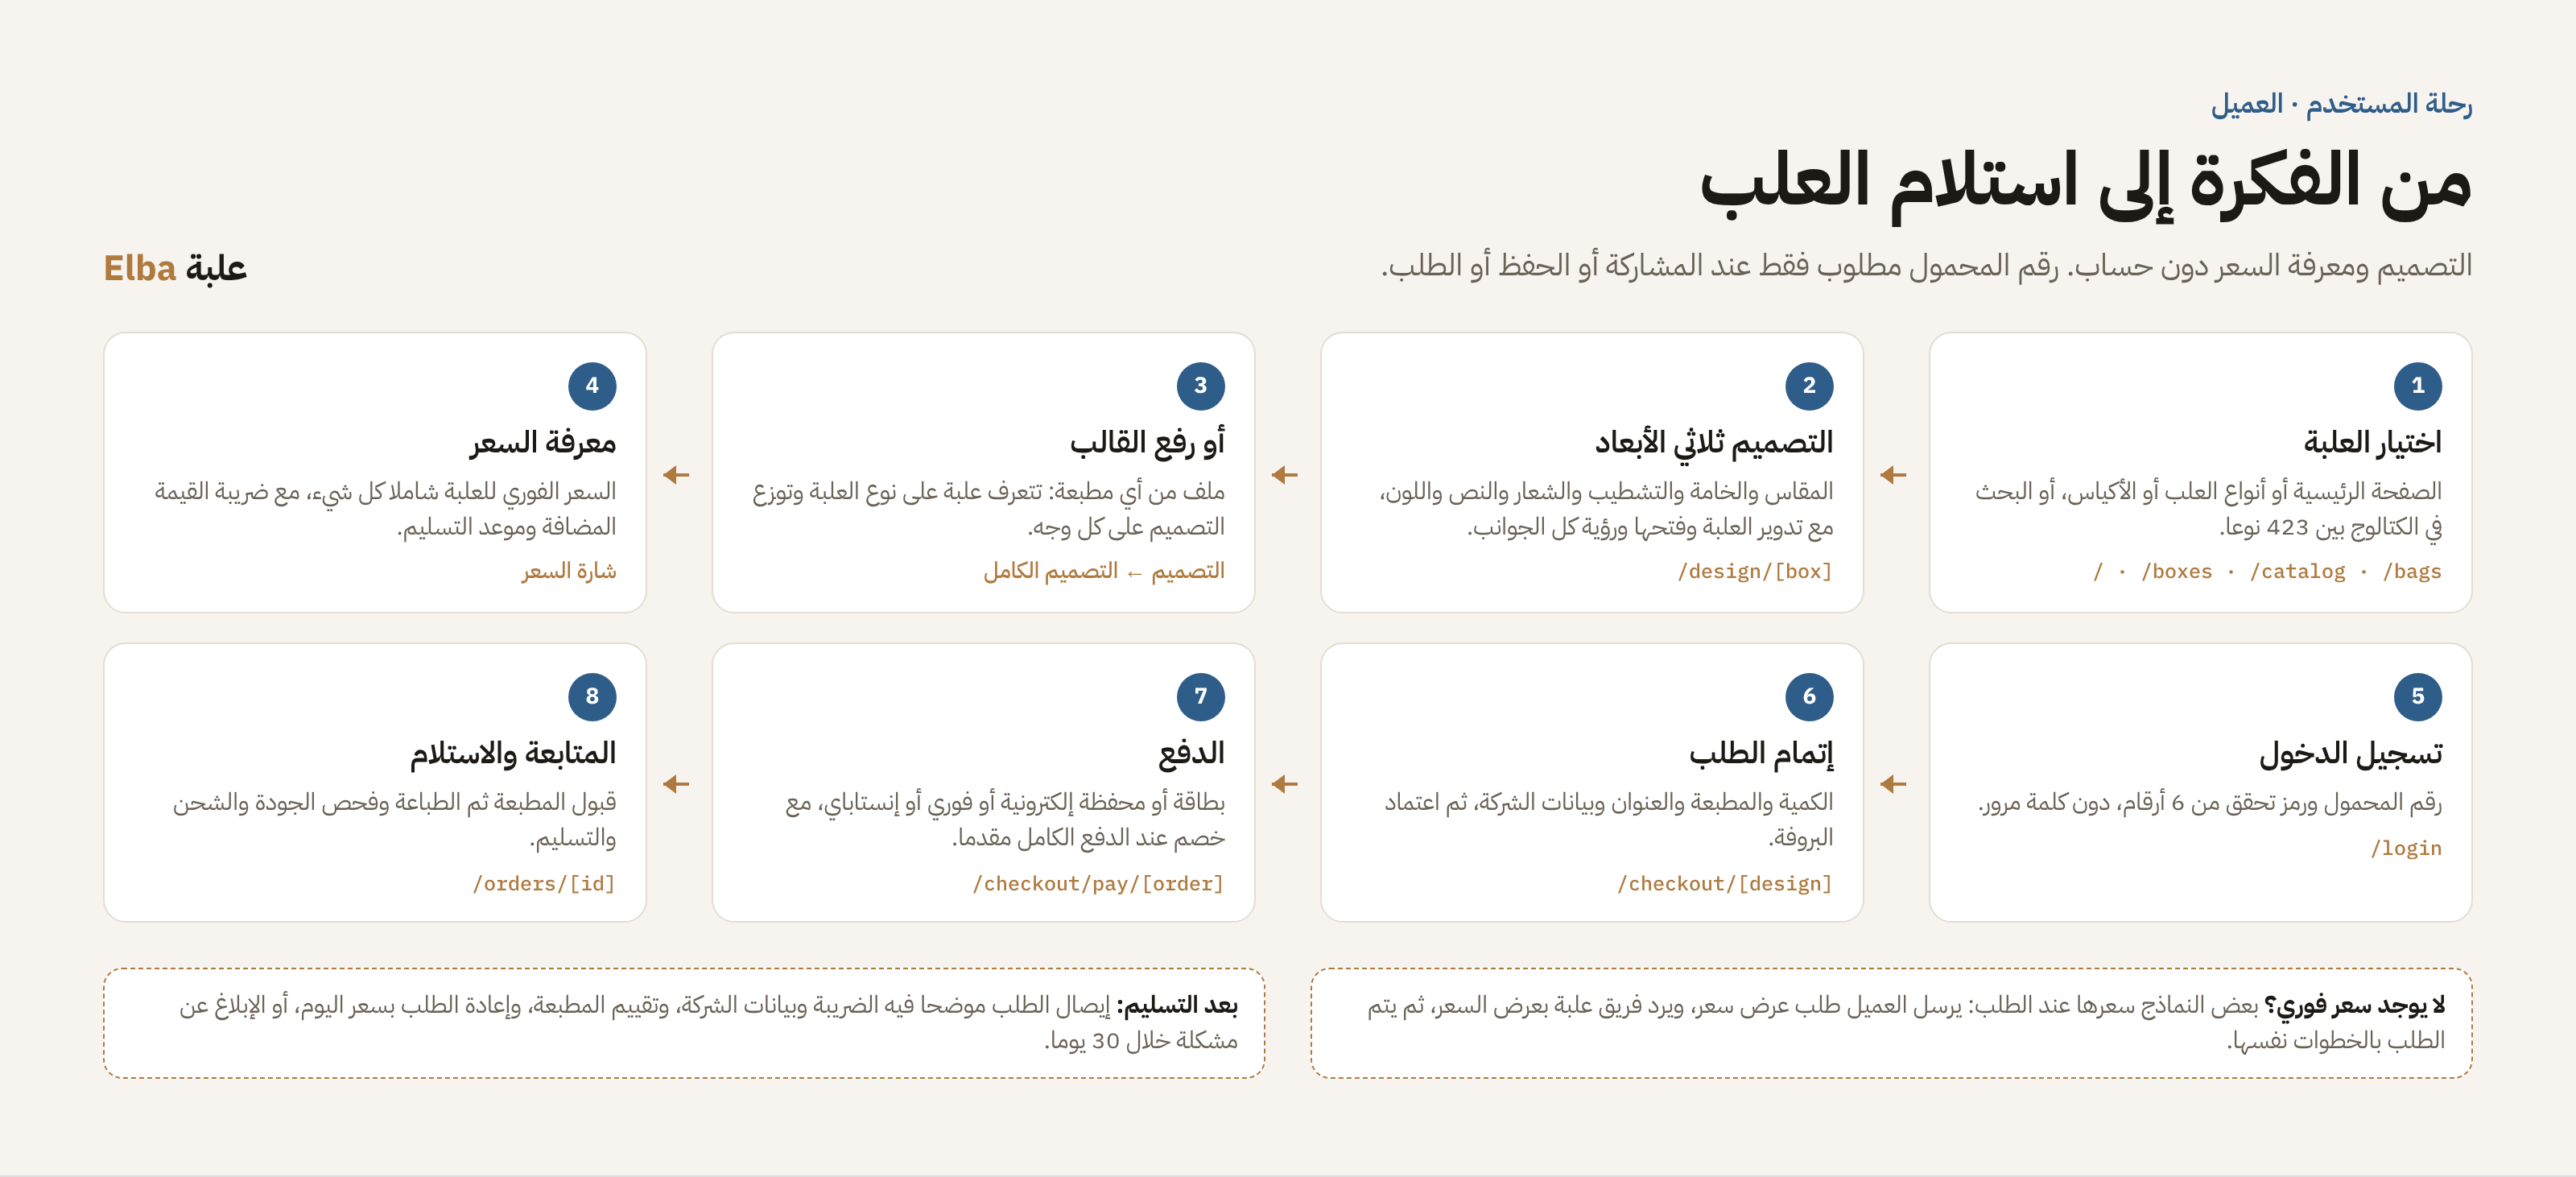 رحلة المستخدم · العميل
من الفكرة إلى استلام العلب
التصميم ومعرفة السعر دون حساب. رقم المحمول مطلوب فقط عند المشاركة أو الحفظ أو الطلب.
علبة Elba
1
اختيار العلبة
الصفحة الرئيسية أو أنواع العلب أو الأكياس، أو البحث
في الكتالوج بين 423 نوعا.
/ · /boxes · /catalog · /bags
2
التصميم ثلاثي الأبعاد
المقاس والخامة والتشطيب والشعار والنص واللون،
مع تدوير العلبة وفتحها ورؤية كل الجوانب.
/design/[box]
3
أو رفع القالب
ملف من أي مطبعة: تتعرف علبة على نوع العلبة وتوزع
التصميم على كل وجه.
التصميم ← التصميم الكامل
4
معرفة السعر
السعر الفوري للعلبة شاملا كل شيء، مع ضريبة القيمة
المضافة وموعد التسليم.
شارة السعر
5
تسجيل الدخول
رقم المحمول ورمز تحقق من 6 أرقام، دون كلمة مرور.
/login
6
إتمام الطلب
الكمية والمطبعة والعنوان وبيانات الشركة، ثم اعتماد
البروفة.
/checkout/[design]
7
الدفع
بطاقة أو محفظة إلكترونية أو فوري أو إنستاباي، مع
خصم عند الدفع الكامل مقدما.
/checkout/pay/[order]
8
المتابعة والاستلام
قبول المطبعة ثم الطباعة وفحص الجودة والشحن
والتسليم.
/orders/[id]
لا يوجد سعر فوري؟ بعض النماذج سعرها عند الطلب: يرسل العميل طلب عرض سعر، ويرد فريق علبة بعرض السعر، ثم يتم
الطلب بالخطوات نفسها.
بعد التسليم: إيصال الطلب موضحا فيه الضريبة وبيانات الشركة، وتقييم المطبعة، وإعادة الطلب بسعر اليوم، أو الإبلاغ عن
مشكلة خلال 30 يوما.